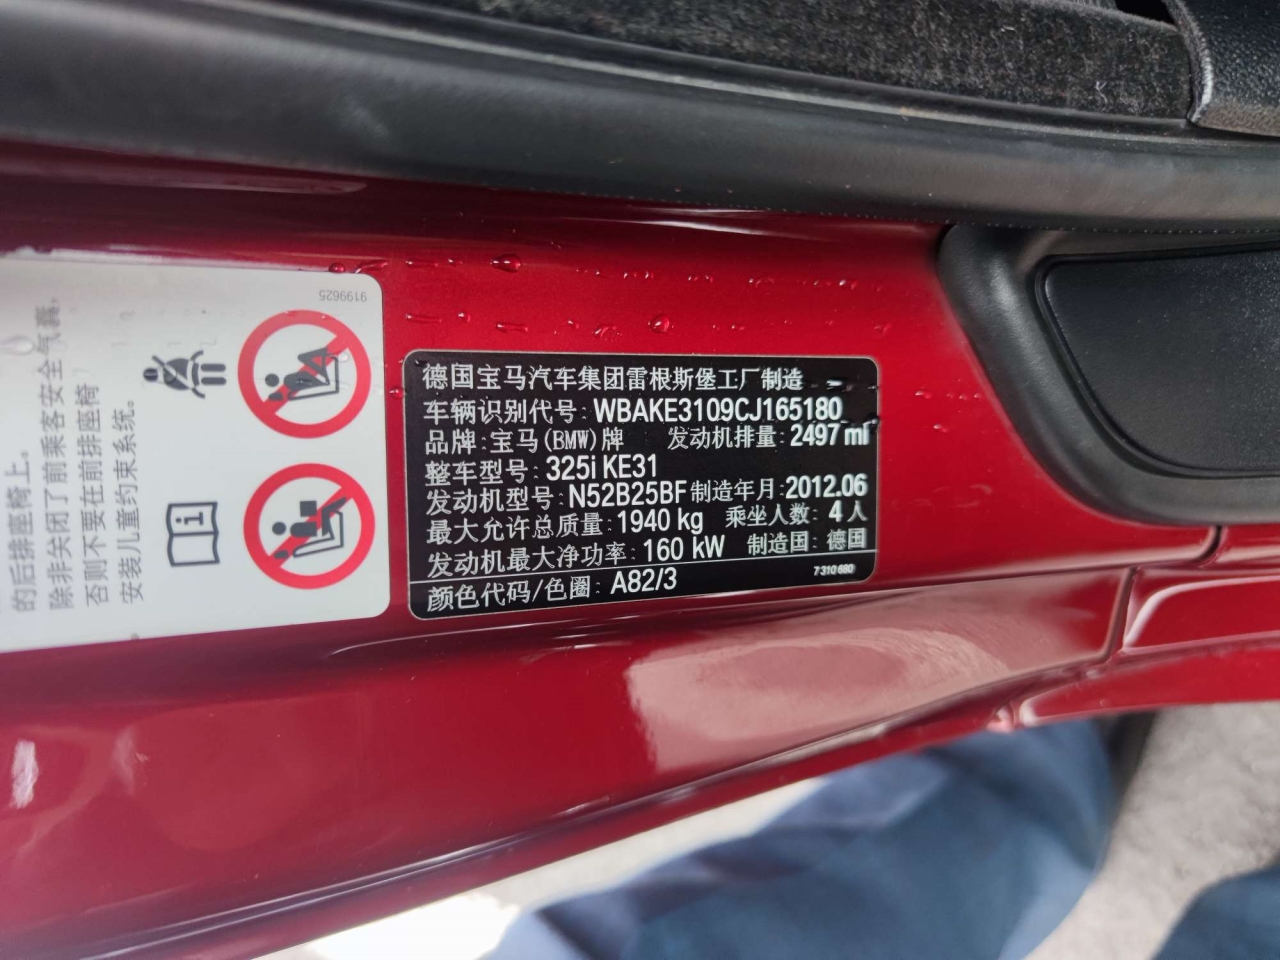 德国宝马汽车集团雷根斯堡工厂制造
车辆识别代号: WBAKE3109CJ165180
品牌: 宝马(BMW)牌 发动机排量: 2497 ml
整车型号: 325i KE31
发动机型号: N52B25BF 制造年月: 2012.06
最大允许总质量: 1940 kg 乘坐人数: 4 人
发动机最大净功率: 160 kW 制造国: 德国
7 310 680
颜色代码/色圈: A82/3
9199625
的后排座椅上。
除非关闭了前乘客安全气囊,
否则不要在前排座椅
安装儿童约束系统。